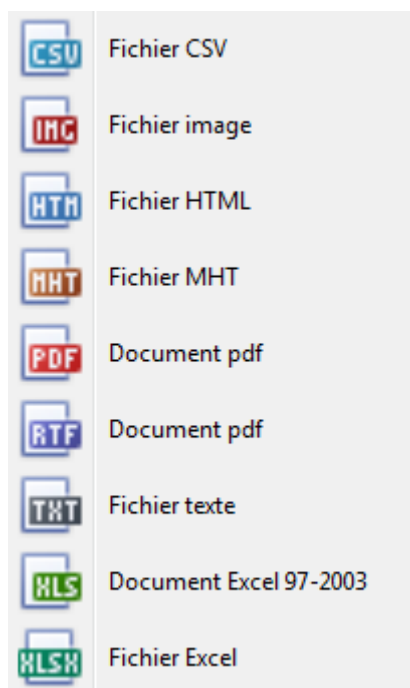 CSV Fichier CSV
IMG Fichier image
HTM Fichier HTML
MHT Fichier MHT
PDF Document pdf
RTF Document pdf
TXT Fichier texte
XLS Document Excel 97-2003
XLSX Fichier Excel